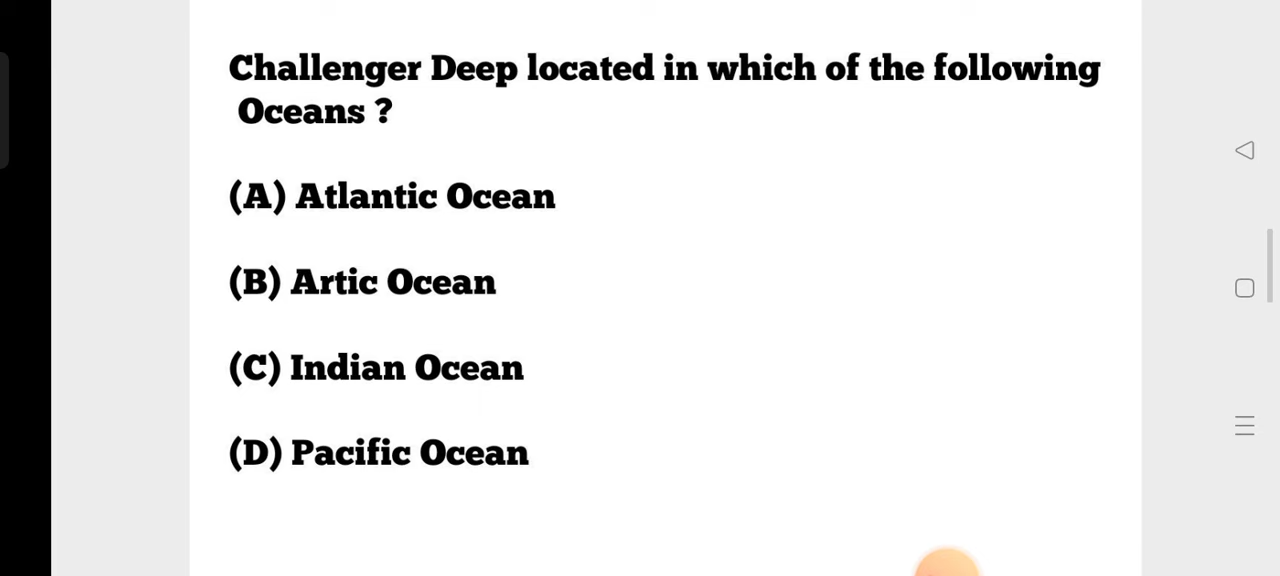 Challenger Deep located in which of the following
Oceans ?
(A) Atlantic Ocean
(B) Artic Ocean
(C) Indian Ocean
(D) Pacific Ocean